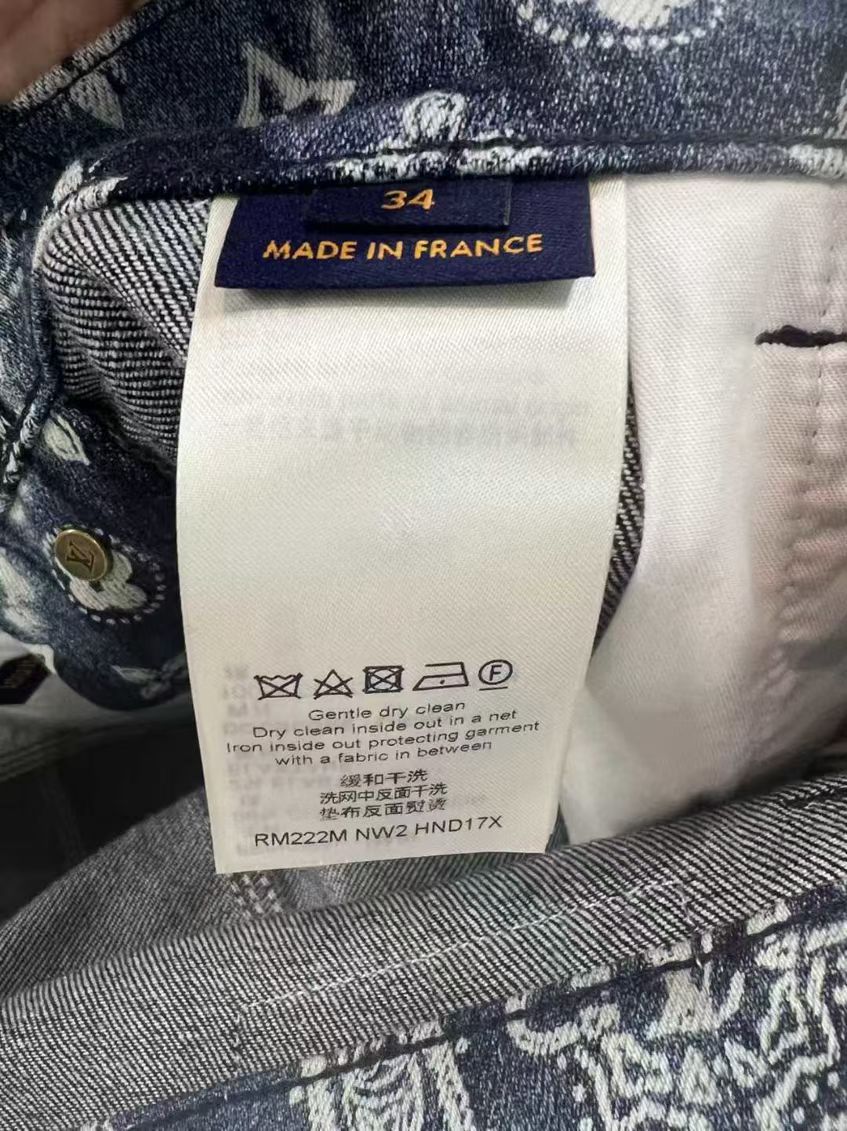 34
MADE IN FRANCE
F
Gentle dry clean
Dry clean inside out in a net
Iron inside out protecting garment
with a fabric in between
缓和干洗
洗网中反面干洗
垫布反面熨烫
RM222M NW2 HND17X
LV